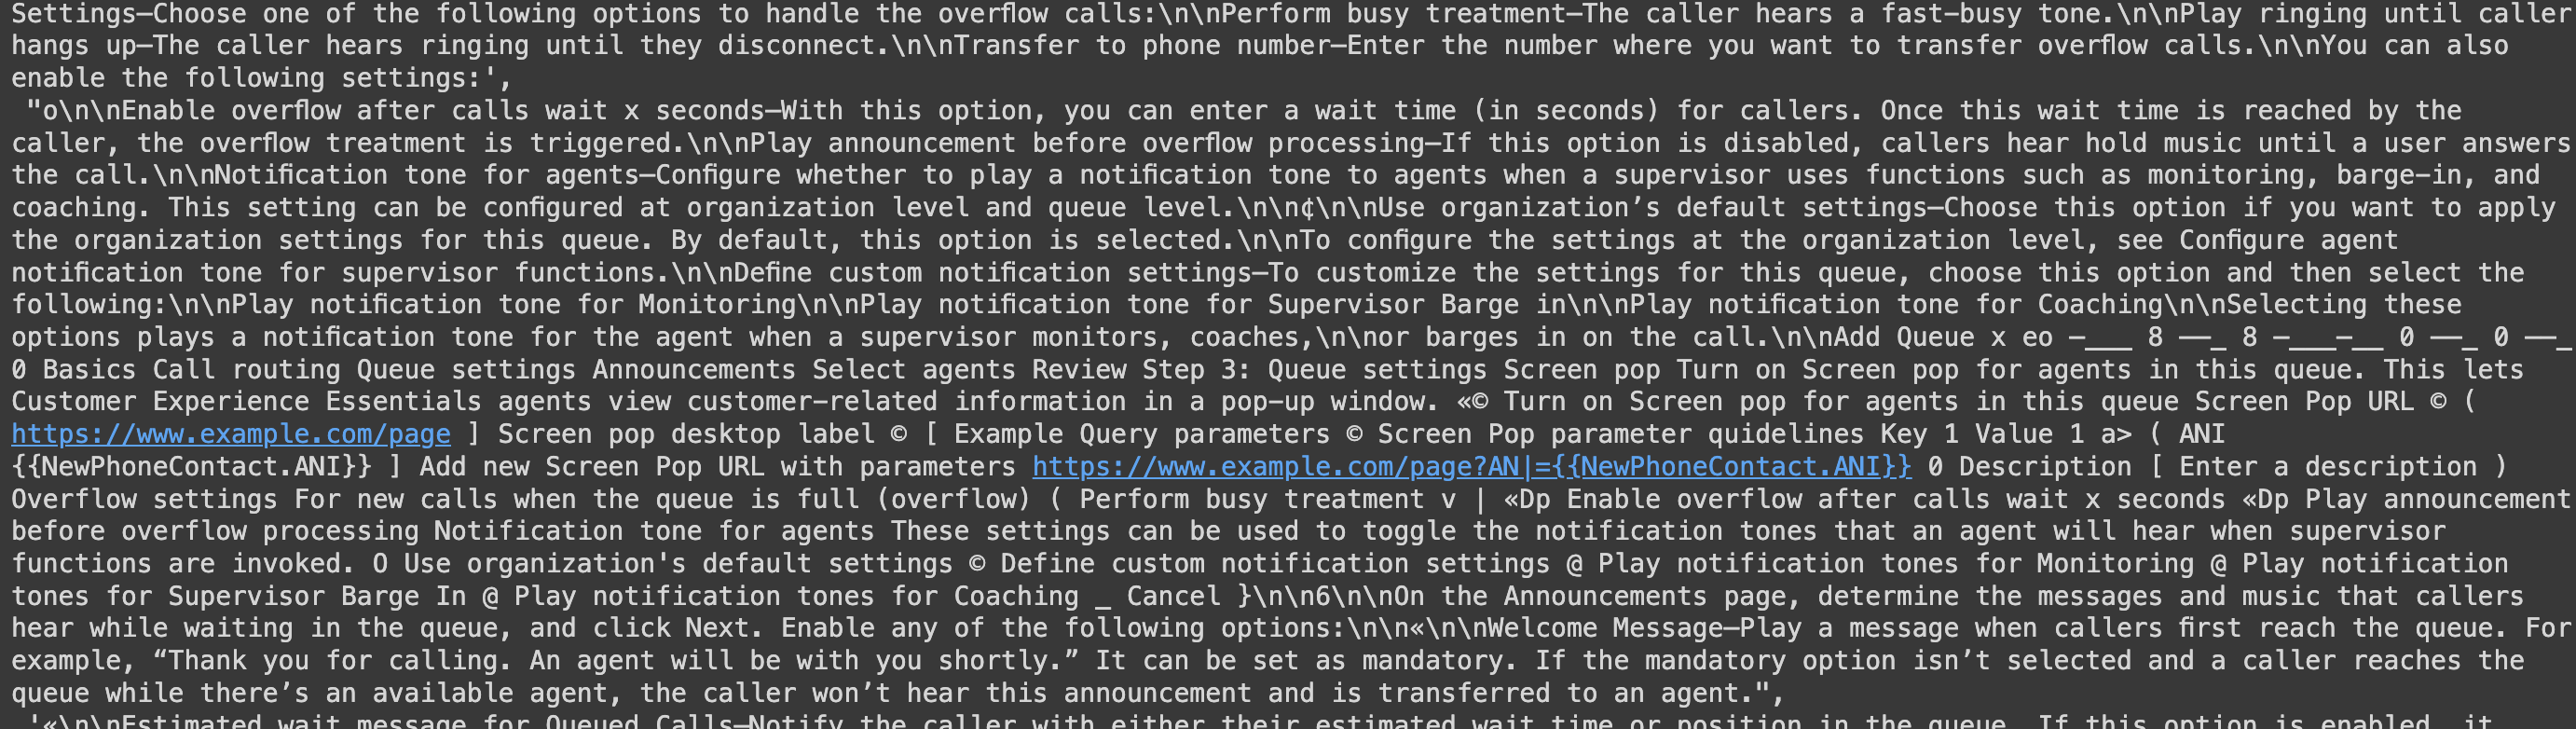 Settings—Choose one of the following options to handle the overflow calls:\n\nPerform busy treatment—The caller hears a fast-busy tone.\n\nPlay ringing until caller
hangs up—The caller hears ringing until they disconnect.\n\nTransfer to phone number—Enter the number where you want to transfer overflow calls.\n\nYou can also
enable the following settings:',
"o\n\nEnable overflow after calls wait x seconds—With this option, you can enter a wait time (in seconds) for callers. Once this wait time is reached by the
caller, the overflow treatment is triggered.\n\nPlay announcement before overflow processing—If this option is disabled, callers hear hold music until a user answers
the call.\n\nNotification tone for agents—Configure whether to play a notification tone to agents when a supervisor uses functions such as monitoring, barge-in, and
coaching. This setting can be configured at organization level and queue level.\n\n¢\n\nUse organization’s default settings—Choose this option if you want to apply
the organization settings for this queue. By default, this option is selected.\n\nTo configure the settings at the organization level, see Configure agent
notification tone for supervisor functions.\n\nDefine custom notification settings—To customize the settings for this queue, choose this option and then select the
following:\n\nPlay notification tone for Monitoring\n\nPlay notification tone for Supervisor Barge in\n\nPlay notification tone for Coaching\n\nSelecting these
options plays a notification tone for the agent when a supervisor monitors, coaches,\n\nor barges in on the call.\n\nAdd Queue x eo —___ 8 ——_ 8 —___—__ 0 ——_ 0 ——_
0 Basics Call routing Queue settings Announcements Select agents Review Step 3: Queue settings Screen pop Turn on Screen pop for agents in this queue. This lets
Customer Experience Essentials agents view customer-related information in a pop-up window. «© Turn on Screen pop for agents in this queue Screen Pop URL © (
https://www.example.com/page ] Screen pop desktop label © [ Example Query parameters © Screen Pop parameter quidelines Key 1 Value 1 a> ( ANI
{{NewPhoneContact.ANI}} ] Add new Screen Pop URL with parameters https://www.example.com/page?AN|={{NewPhoneContact.ANI}} 0 Description [ Enter a description )
Overflow settings For new calls when the queue is full (overflow) ( Perform busy treatment v | «Dp Enable overflow after calls wait x seconds «Dp Play announcement
before overflow processing Notification tone for agents These settings can be used to toggle the notification tones that an agent will hear when supervisor
functions are invoked. O Use organization's default settings © Define custom notification settings @ Play notification tones for Monitoring @ Play notification
tones for Supervisor Barge In @ Play notification tones for Coaching _ Cancel }\n\n6\n\nOn the Announcements page, determine the messages and music that callers
hear while waiting in the queue, and click Next. Enable any of the following options:\n\n«\n\nWelcome Message—Play a message when callers first reach the queue. For
example, “Thank you for calling. An agent will be with you shortly.” It can be set as mandatory. If the mandatory option isn’t selected and a caller reaches the
queue while there’s an available agent, the caller won’t hear this announcement and is transferred to an agent.",
'«\n\nEstimated wait message for Queued Calls—Notify the caller with either their estimated wait time or position in the queue. If this option is enabled, it